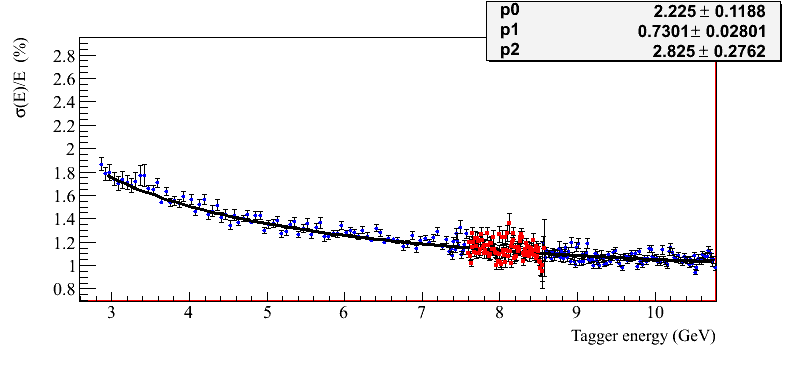 p0 2.225 ± 0.1188
p1 0.7301 ± 0.02801
p2 2.825 ± 0.2762
σ(E)/E (%)
2.8
2.6
2.4
2.2
2
1.8
1.6
1.4
1.2
1
0.8
3 4 5 6 7 8 9 10
Tagger energy (GeV)